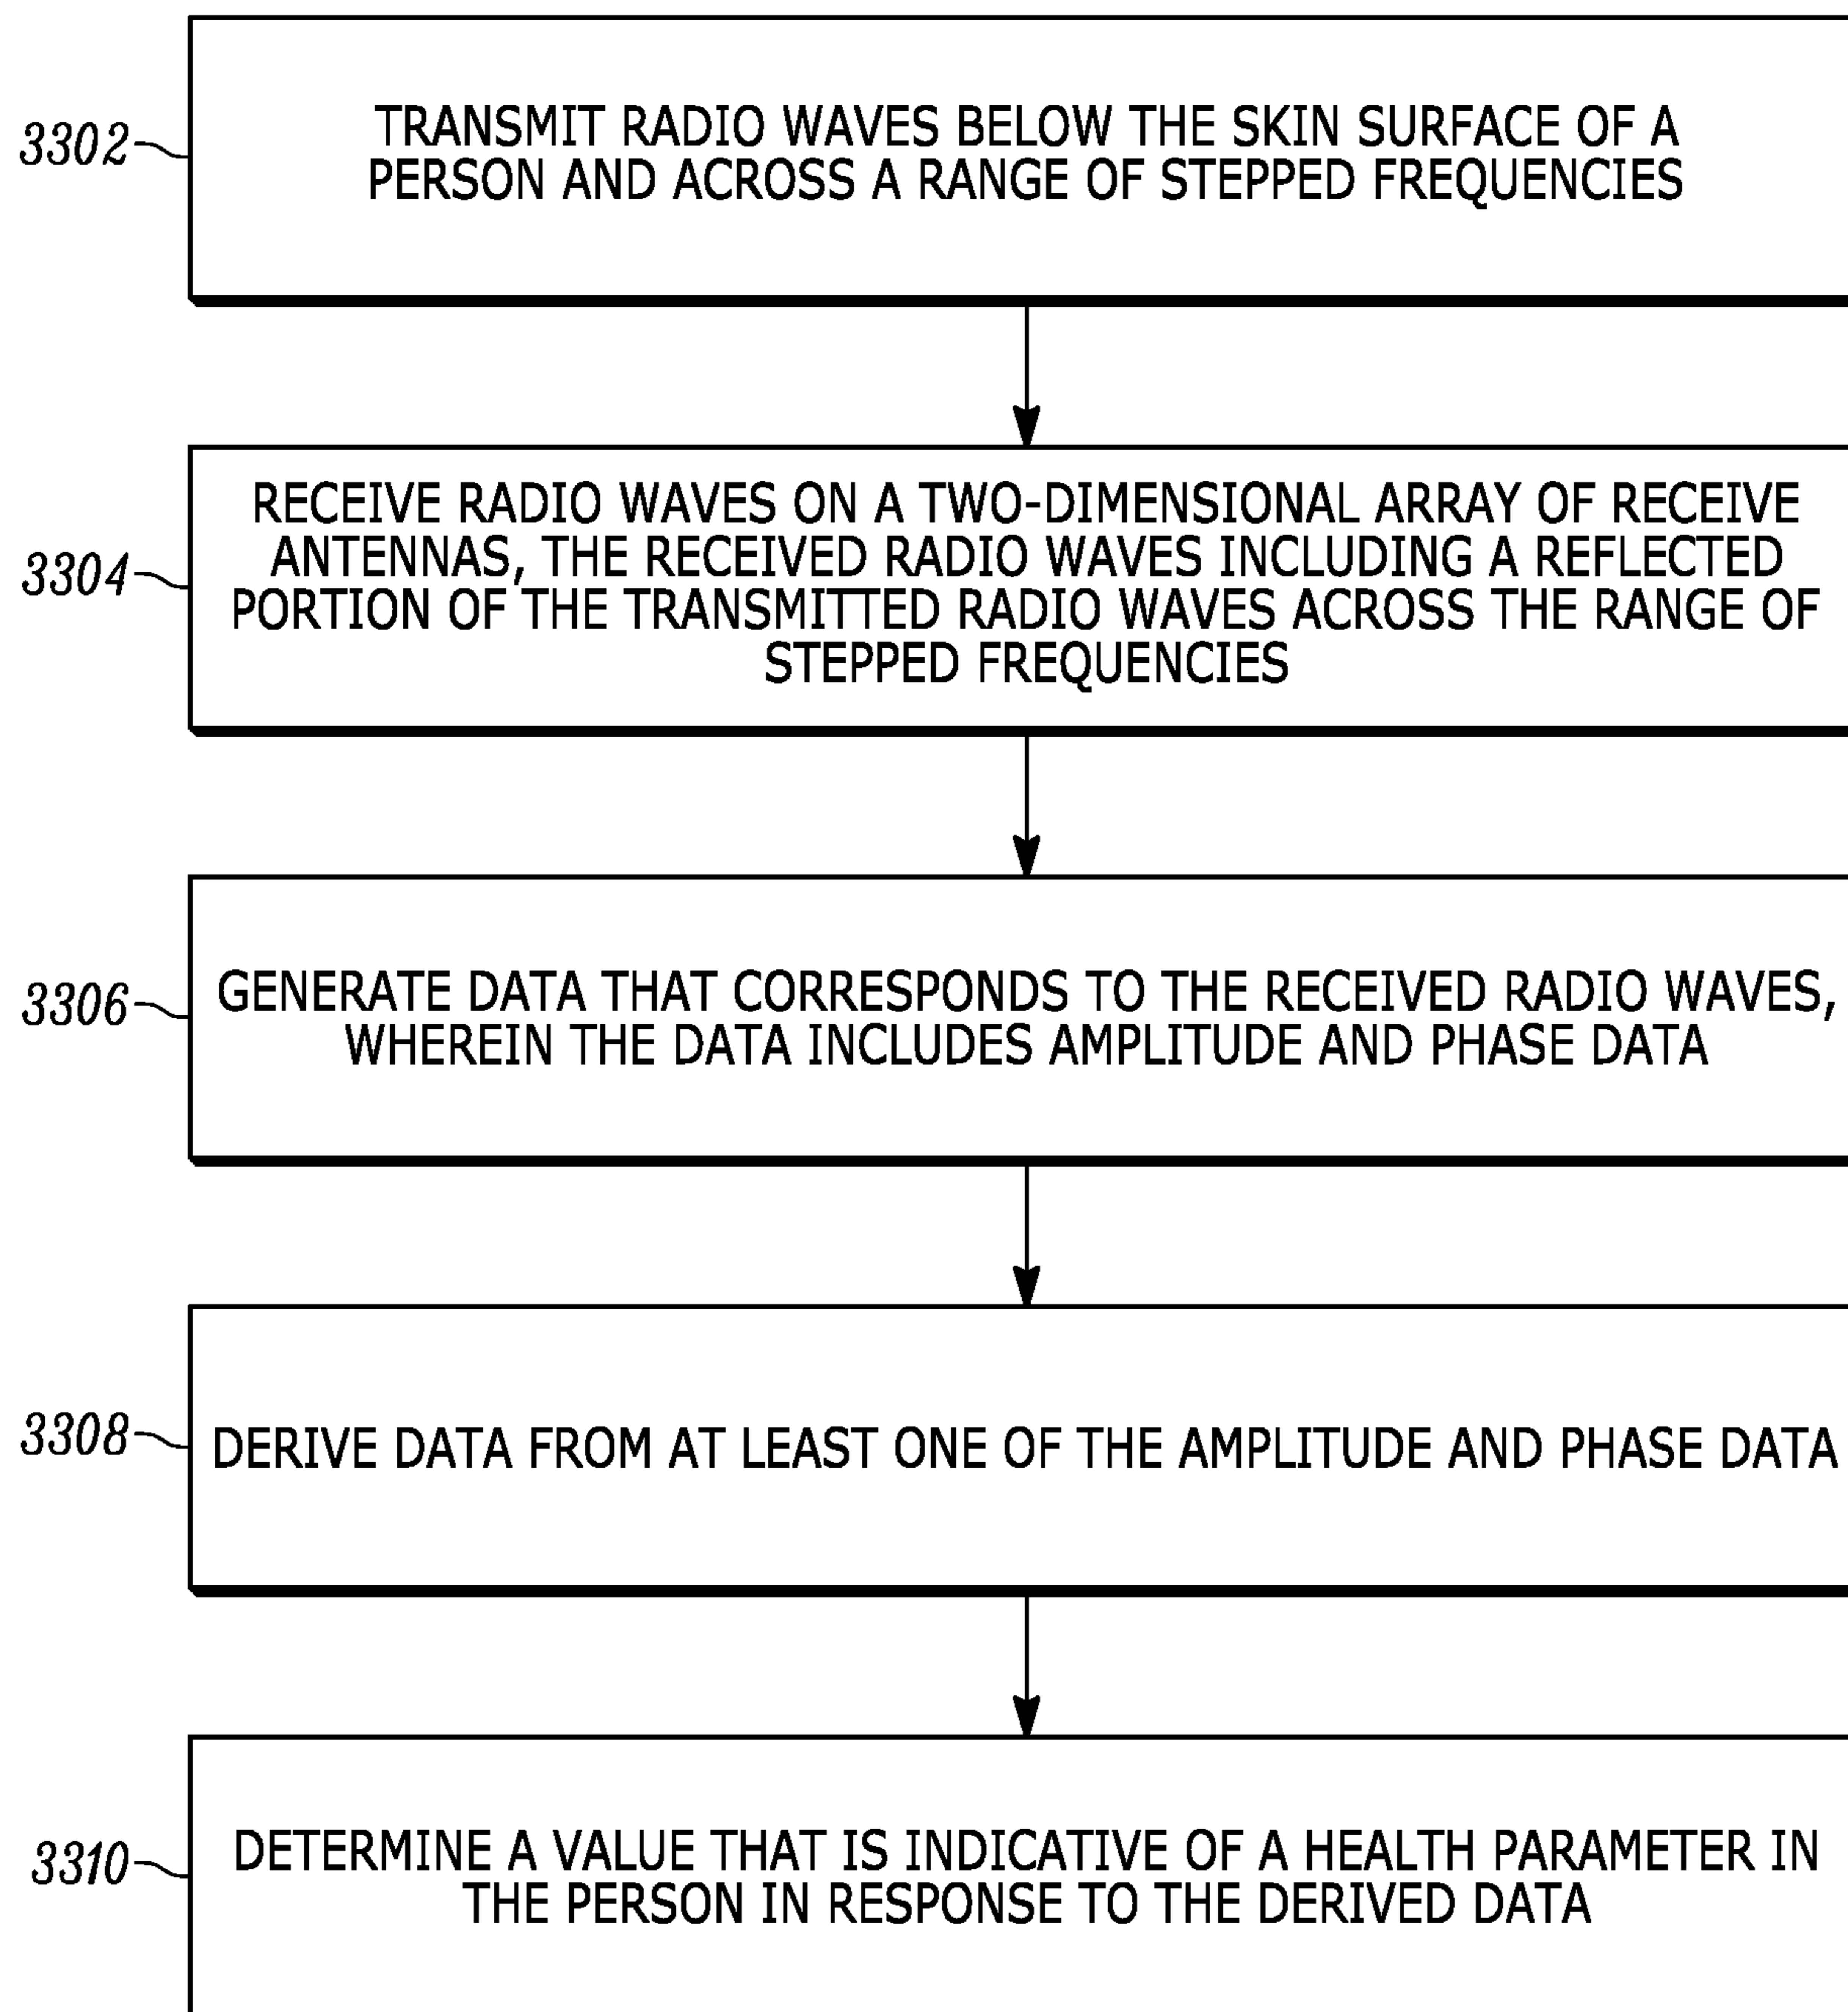 3302
TRANSMIT RADIO WAVES BELOW THE SKIN SURFACE OF A
PERSON AND ACROSS A RANGE OF STEPPED FREQUENCIES
3304
RECEIVE RADIO WAVES ON A TWO-DIMENSIONAL ARRAY OF RECEIVE
ANTENNAS, THE RECEIVED RADIO WAVES INCLUDING A REFLECTED
PORTION OF THE TRANSMITTED RADIO WAVES ACROSS THE RANGE OF
STEPPED FREQUENCIES
3306
GENERATE DATA THAT CORRESPONDS TO THE RECEIVED RADIO WAVES,
WHEREIN THE DATA INCLUDES AMPLITUDE AND PHASE DATA
3308
DERIVE DATA FROM AT LEAST ONE OF THE AMPLITUDE AND PHASE DATA
3310
DETERMINE A VALUE THAT IS INDICATIVE OF A HEALTH PARAMETER IN
THE PERSON IN RESPONSE TO THE DERIVED DATA